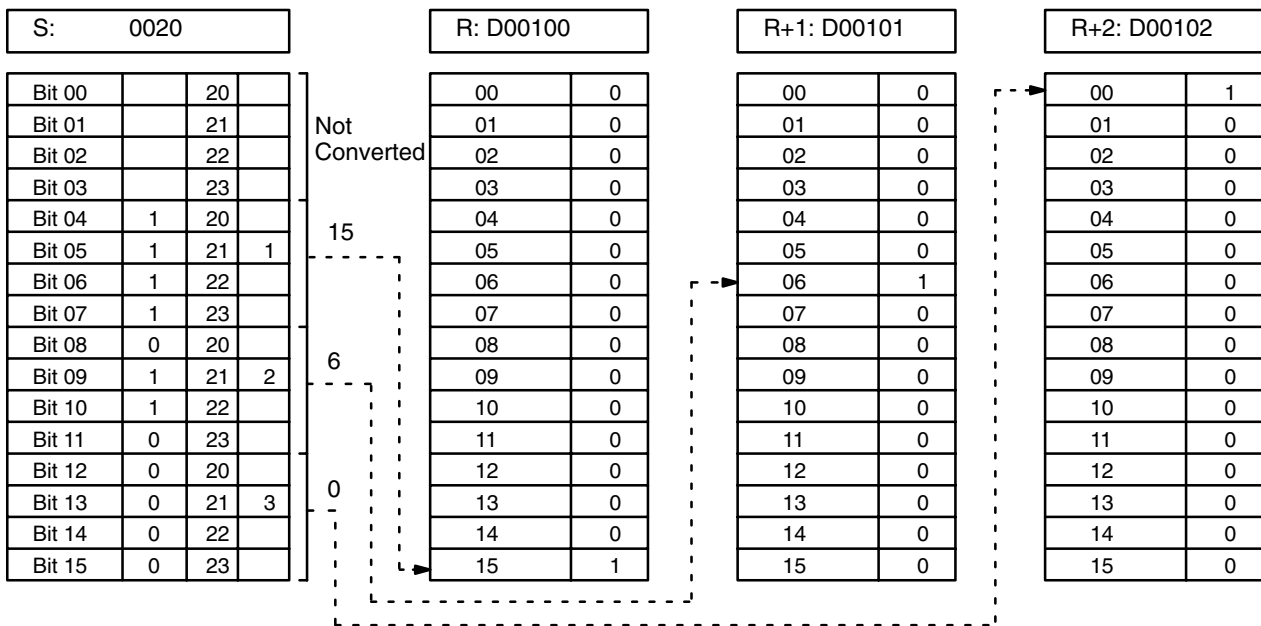 S: 0020 R: D00100 R+1: D00101 R+2: D00102
Bit 00 20 00 0 00 0 00 1
Bit 01 21 Not 01 0 01 0 01 0
Bit 02 22 Converted 02 0 02 0 02 0
Bit 03 23 03 0 03 0 03 0
Bit 04 1 20 15 04 0 04 0 04 0
Bit 05 1 21 1 05 0 05 0 05 0
Bit 06 1 22 06 0 06 1 06 0
Bit 07 1 23 07 0 07 0 07 0
Bit 08 0 20 6 08 0 08 0 08 0
Bit 09 1 21 2 09 0 09 0 09 0
Bit 10 1 22 10 0 10 0 10 0
Bit 11 0 23 11 0 11 0 11 0
Bit 12 0 20 0 12 0 12 0 12 0
Bit 13 0 21 3 13 0 13 0 13 0
Bit 14 0 22 14 0 14 0 14 0
Bit 15 0 23 15 1 15 0 15 0